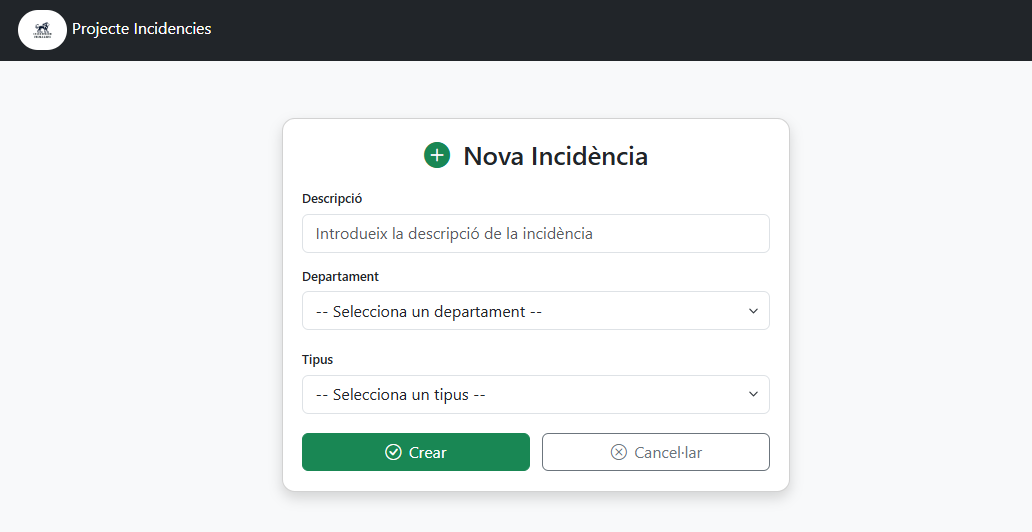 Projecte Incidencies
Nova Incidència
Descripció
Introdueix la descripció de la incidència
Departament
-- Selecciona un departament --
Tipus
-- Selecciona un tipus --
Crear
Cancel·lar